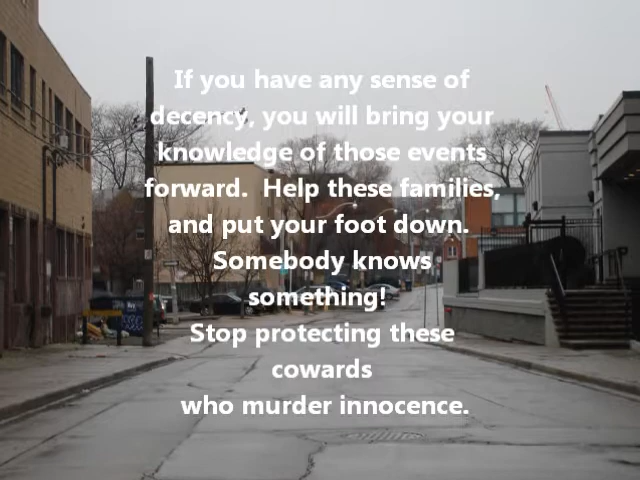 If you have any sense of
decency, you will bring your
knowledge of those events
forward.  Help these families,
and put your foot down.
Somebody knows
something!
Stop protecting these
cowards
who murder innocence.